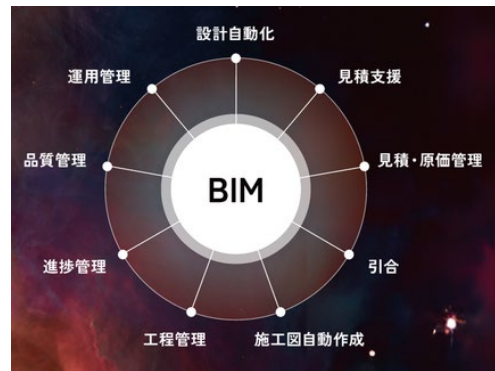 設計自動化
見積支援
見積・原価管理
引合
施工図自動作成
工程管理
進捗管理
品質管理
運用管理
BIM